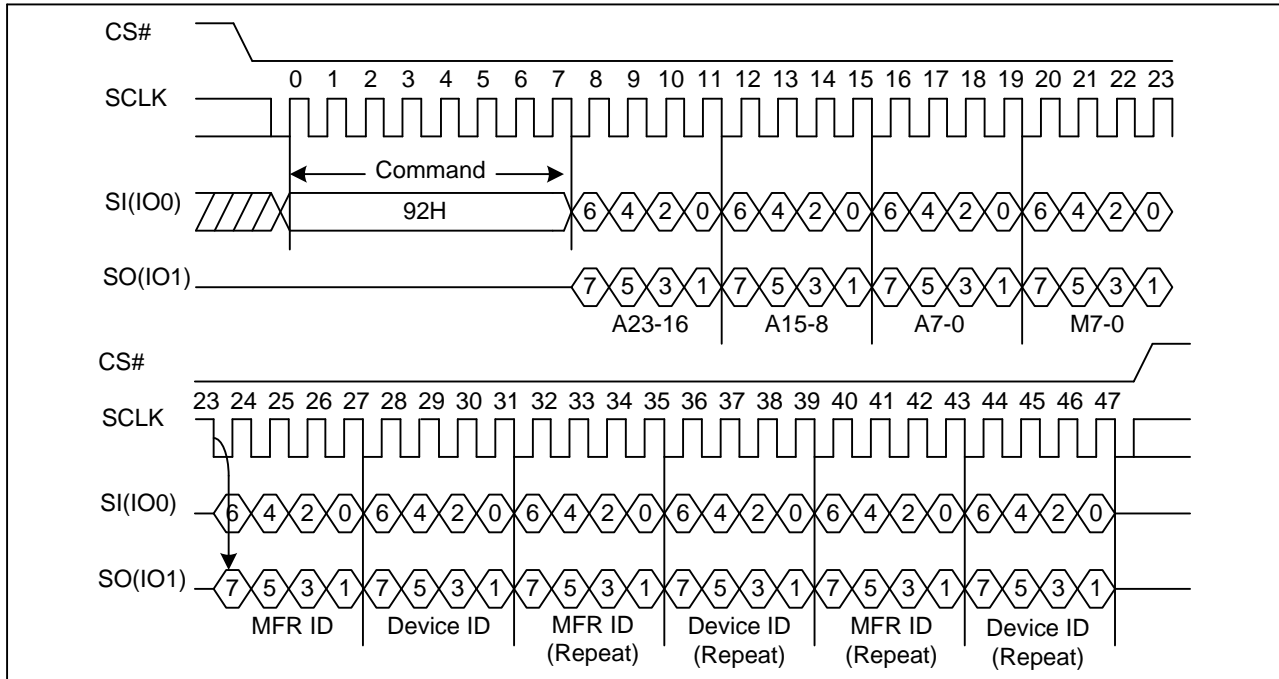 CS#
0 1 2 3 4 5 6 7 8 9 10 11 12 13 14 15 16 17 18 19 20 21 22 23
SCLK
Command
SI(IO0) 92H 6 4 2 0 6 4 2 0 6 4 2 0 6 4 2 0
SO(IO1) 7 5 3 1 7 5 3 1 7 5 3 1 7 5 3 1
A23-16 A15-8 A7-0 M7-0
CS#
23 24 25 26 27 28 29 30 31 32 33 34 35 36 37 38 39 40 41 42 43 44 45 46 47
SCLK
SI(IO0) 6 4 2 0 6 4 2 0 6 4 2 0 6 4 2 0 6 4 2 0 6 4 2 0
SO(IO1) 7 5 3 1 7 5 3 1 7 5 3 1 7 5 3 1 7 5 3 1 7 5 3 1
MFR ID Device ID MFR ID Device ID MFR ID Device ID
(Repeat) (Repeat) (Repeat) (Repeat)